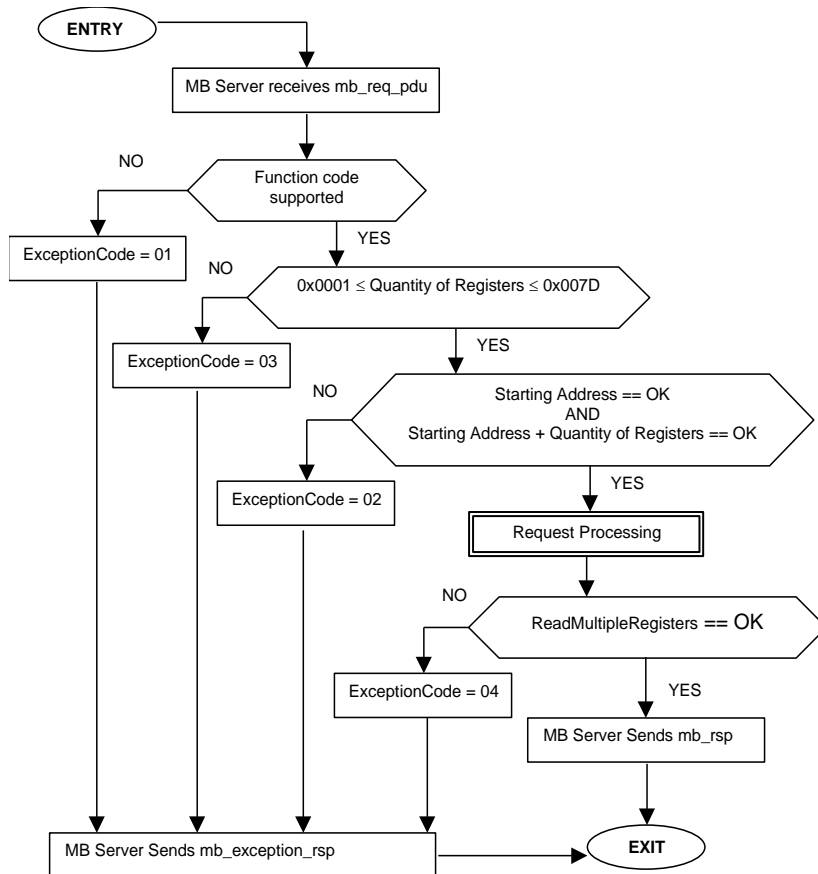 ENTRY
MB Server receives mb_req_pdu
NO
Function code
supported
YES
ExceptionCode = 01
NO
0x0001 ≤ Quantity of Registers ≤ 0x007D
YES
ExceptionCode = 03
NO
Starting Address == OK
AND
Starting Address + Quantity of Registers == OK
YES
ExceptionCode = 02
Request Processing
NO
ReadMultipleRegisters == OK
YES
ExceptionCode = 04
MB Server Sends mb_rsp
MB Server Sends mb_exception_rsp
EXIT